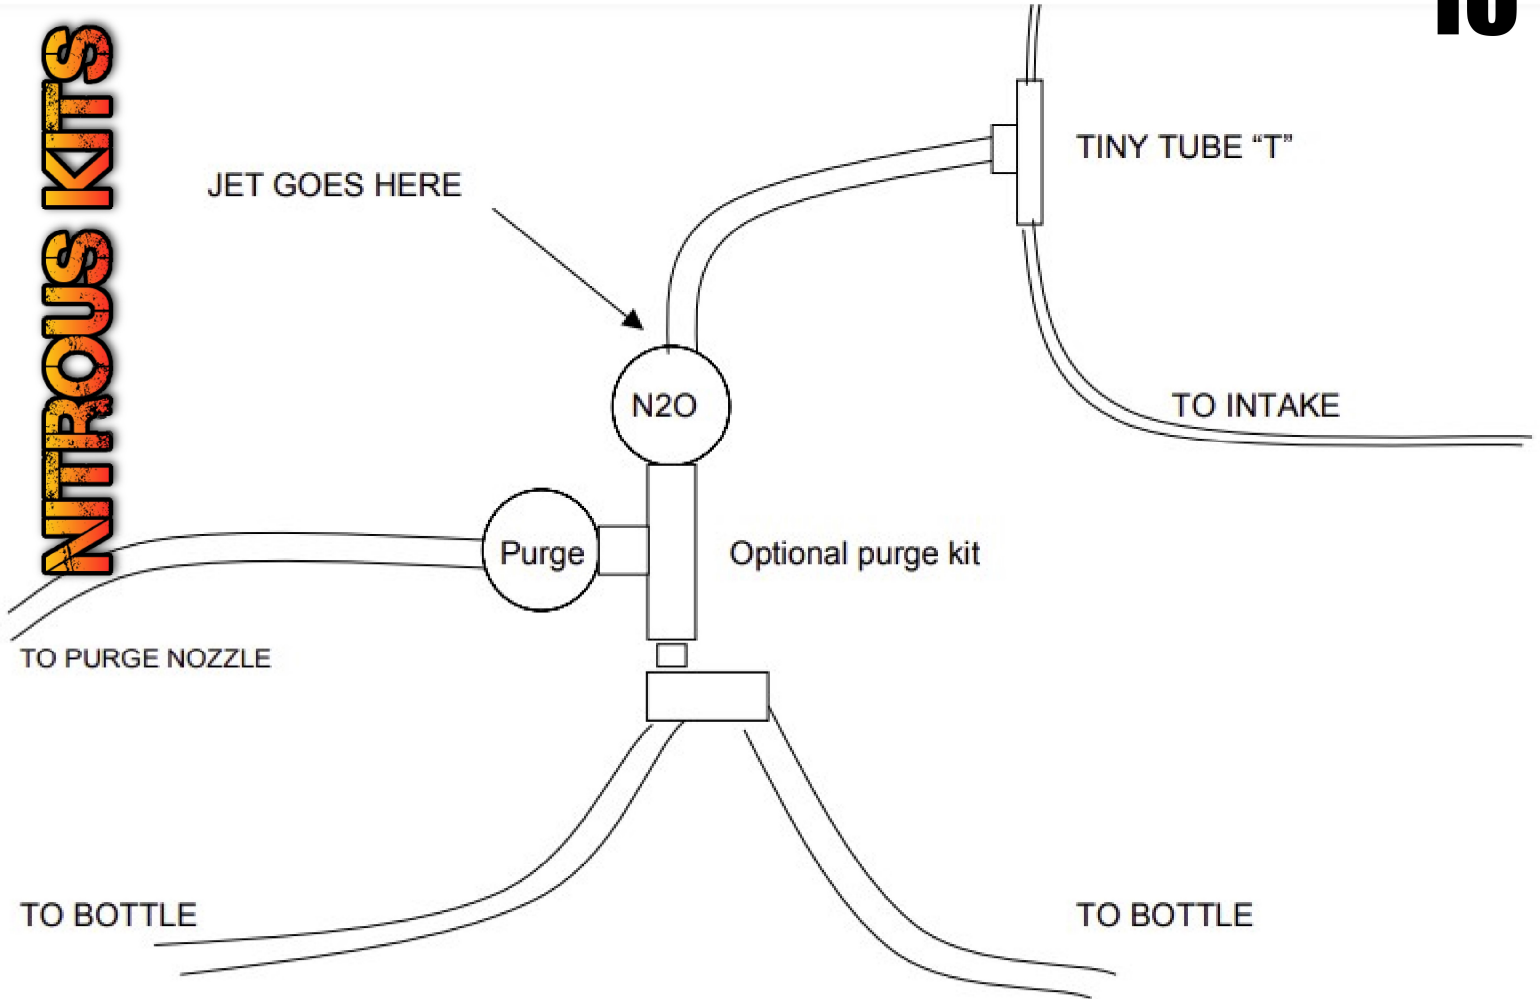 NITROUS KITS
JET GOES HERE
TINY TUBE “T”
N2O
TO INTAKE
Purge
Optional purge kit
TO PURGE NOZZLE
TO BOTTLE
TO BOTTLE